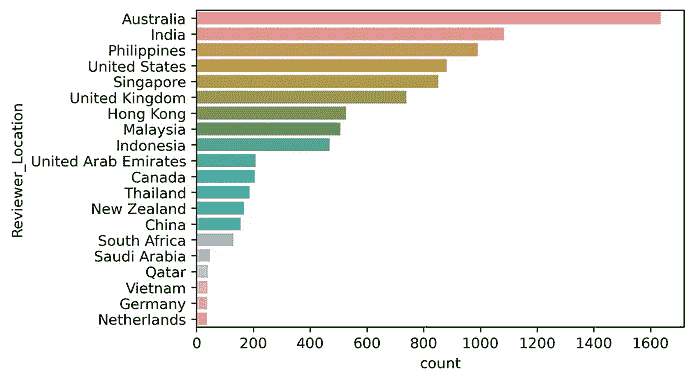 Australia
India
Philippines
United States
Singapore
United Kingdom
Hong Kong
Malaysia
Indonesia
United Arab Emirates
Canada
Thailand
New Zealand
China
South Africa
Saudi Arabia
Qatar
Vietnam
Germany
Netherlands
Reviewer_Location
0 200 400 600 800 1000 1200 1400 1600
count